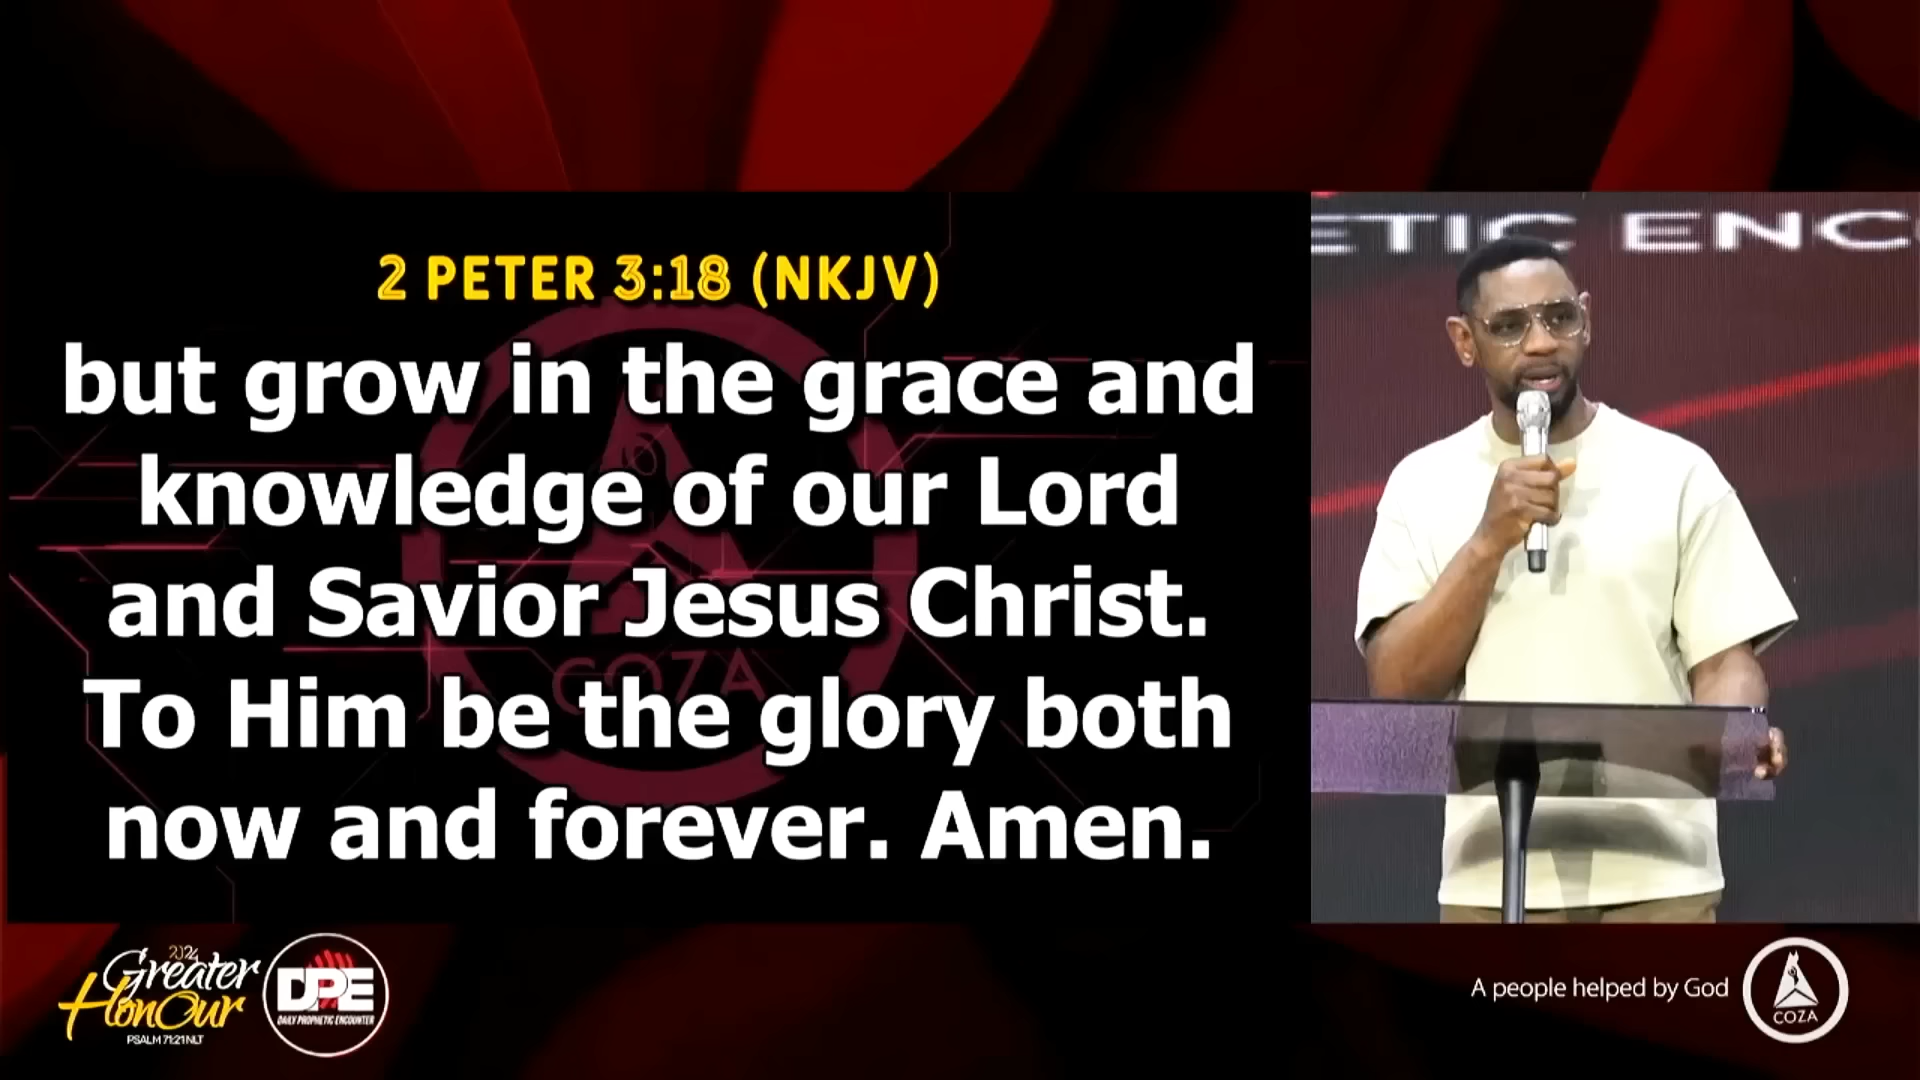 ETIC ENC
2 PETER 3:18 (NKJV)
but grow in the grace and
knowledge of our Lord
and Savior Jesus Christ.
To Him be the glory both
now and forever. Amen.
COZA
2024
Greater
HonOur
PSALM 71:21 NLT
DPE
DAILY PROPHETIC ENCOUNTER
A people helped by God
COZA